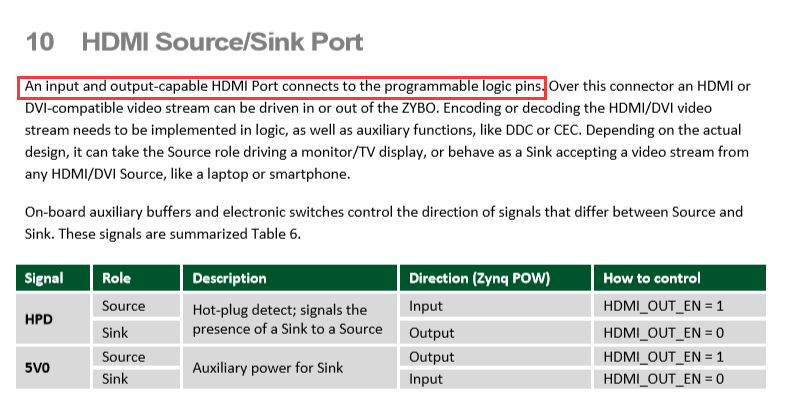 10 HDMI Source/Sink Port
An input and output-capable HDMI Port connects to the programmable logic pins. Over this connector an HDMI or
DVI-compatible video stream can be driven in or out of the ZYBO. Encoding or decoding the HDMI/DVI video
stream needs to be implemented in logic, as well as auxiliary functions, like DDC or CEC. Depending on the actual
design, it can take the Source role driving a monitor/TV display, or behave as a Sink accepting a video stream from
any HDMI/DVI Source, like a laptop or smartphone.
On-board auxiliary buffers and electronic switches control the direction of signals that differ between Source and
Sink. These signals are summarized Table 6.
Signal Role Description Direction (Zynq POW) How to control
HPD Source Hot-plug detect; signals the Input HDMI_OUT_EN = 1
Sink presence of a Sink to a Source Output HDMI_OUT_EN = 0
5V0 Source Auxiliary power for Sink Output HDMI_OUT_EN = 1
Sink Input HDMI_OUT_EN = 0